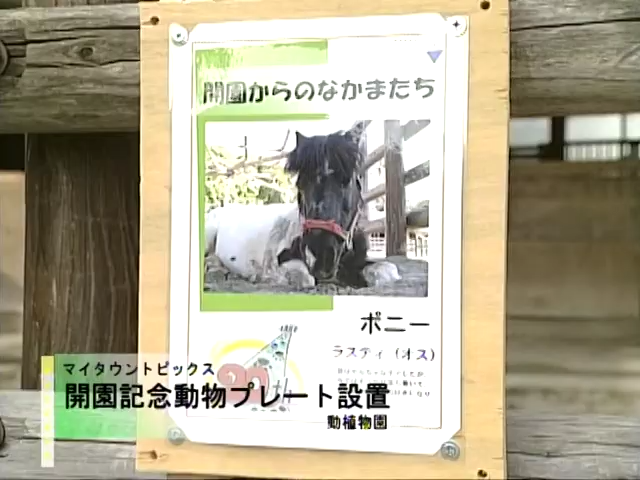 開園からのなかまたち
ポニー
ラスティ（オス）
マイタウントピックス
開園記念動物プレート設置
動植物園